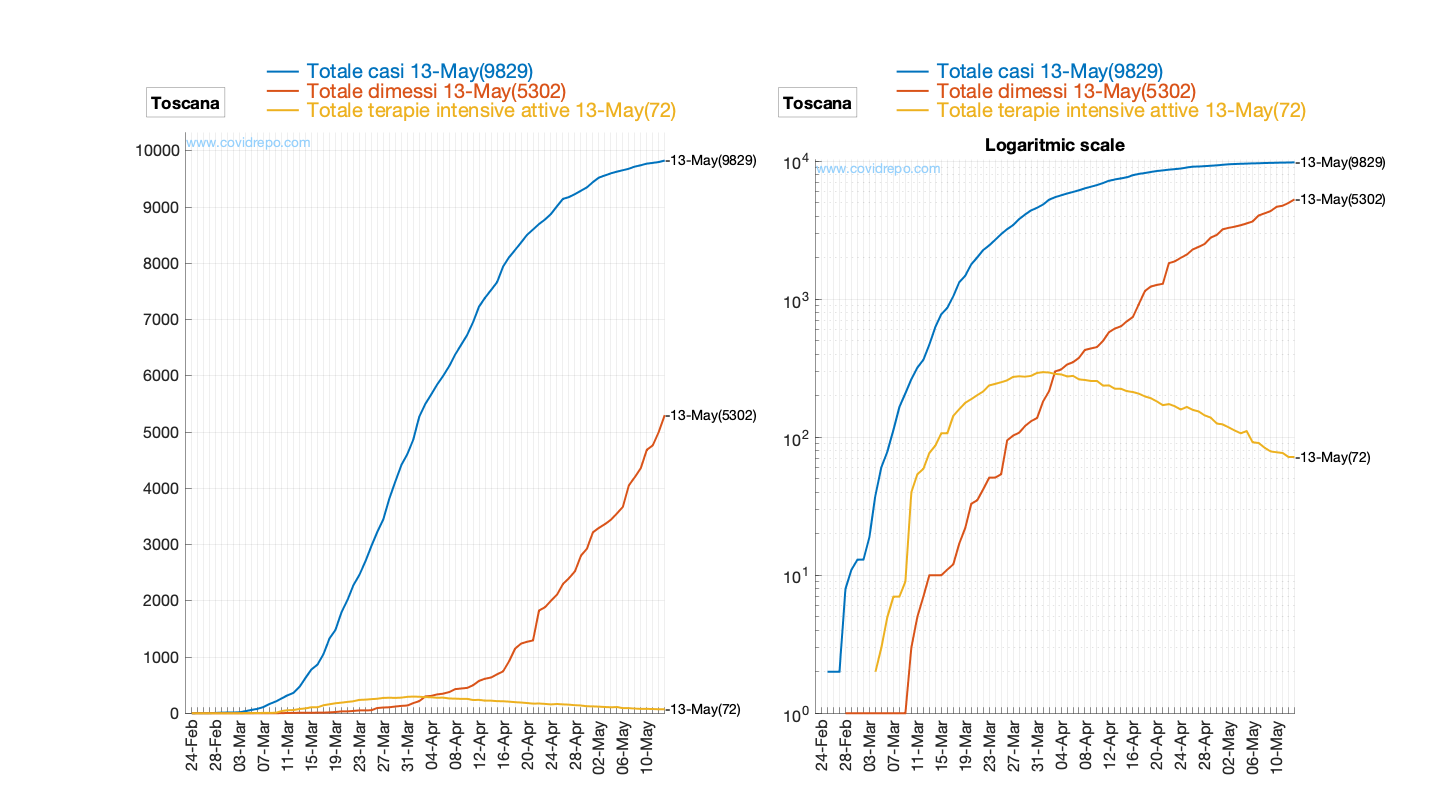 Toscana
Totale casi 13-May(9829)
Totale dimessi 13-May(5302)
Totale terapie intensive attive 13-May(72)
www.covidrepo.com
10000
9000
8000
7000
6000
5000
4000
3000
2000
1000
0
-13-May(9829)
-13-May(5302)
-13-May(72)
24-Feb
28-Feb
03-Mar
07-Mar
11-Mar
15-Mar
19-Mar
23-Mar
27-Mar
31-Mar
04-Apr
08-Apr
12-Apr
16-Apr
20-Apr
24-Apr
28-Apr
02-May
06-May
10-May
Toscana
Totale casi 13-May(9829)
Totale dimessi 13-May(5302)
Totale terapie intensive attive 13-May(72)
Logaritmic scale
www.covidrepo.com
10^4
10^3
10^2
10^1
10^0
-13-May(9829)
-13-May(5302)
-13-May(72)
24-Feb
28-Feb
03-Mar
07-Mar
11-Mar
15-Mar
19-Mar
23-Mar
27-Mar
31-Mar
04-Apr
08-Apr
12-Apr
16-Apr
20-Apr
24-Apr
28-Apr
02-May
06-May
10-May